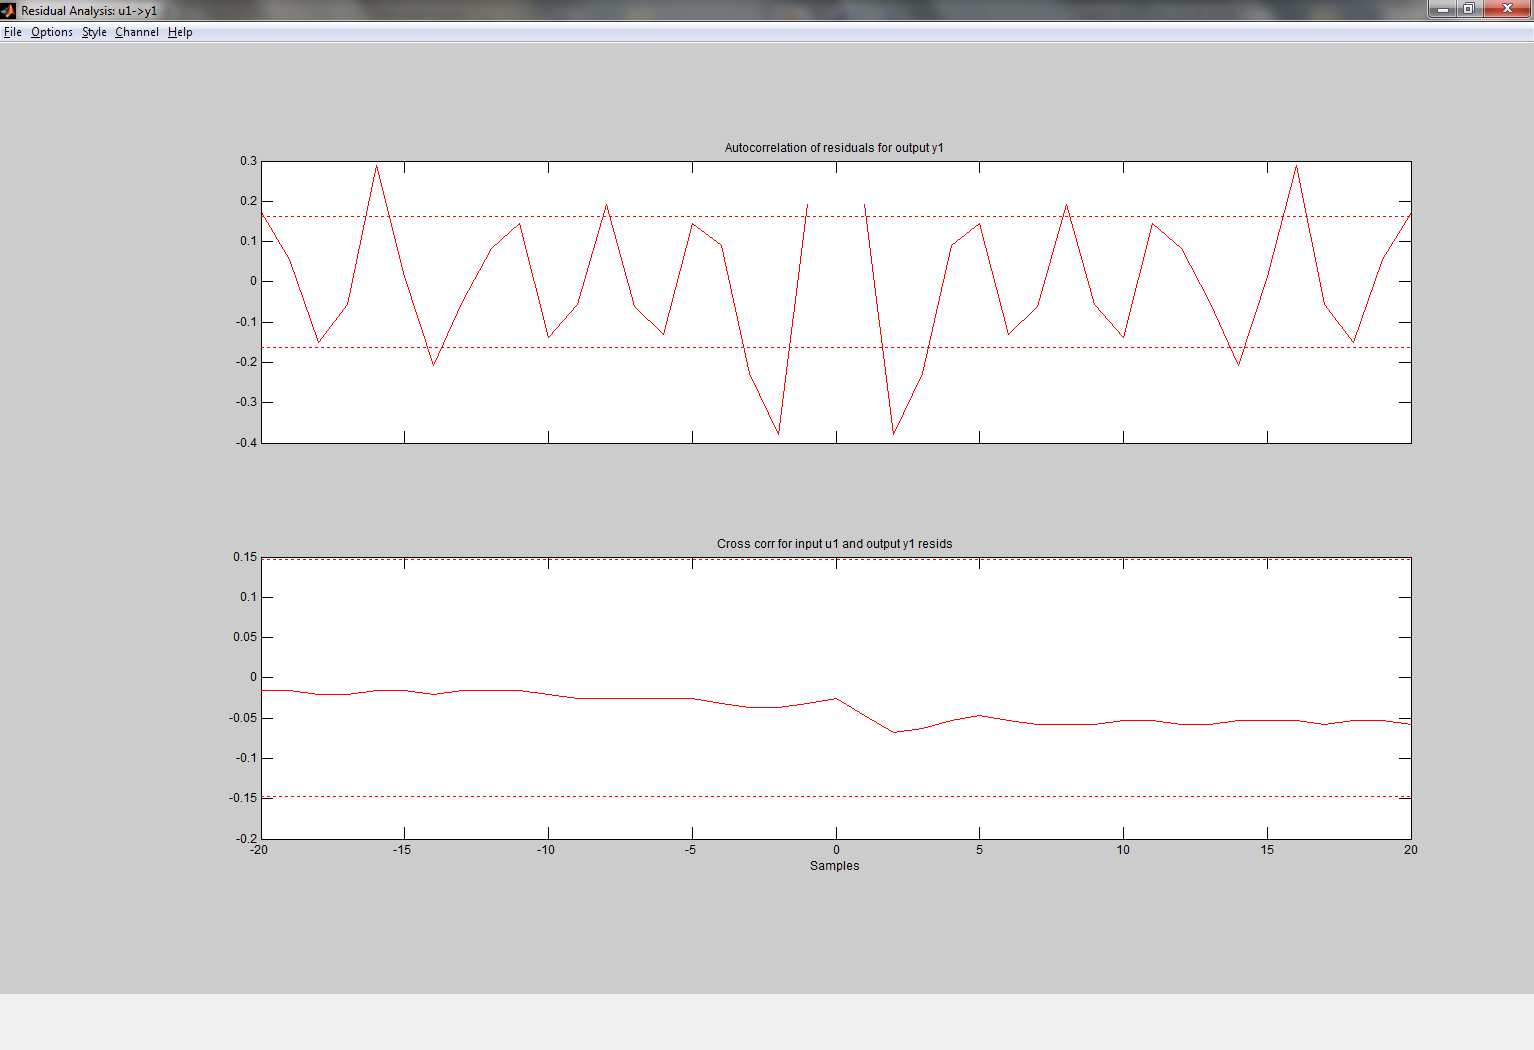 Residual Analysis: u1->y1
File Options Style Channel Help
Autocorrelation of residuals for output y1
0.3
0.2
0.1
0
-0.1
-0.2
-0.3
-0.4
Cross corr for input u1 and output y1 resids
0.15
0.1
0.05
0
-0.05
-0.1
-0.15
-0.2
-20 -15 -10 -5 0 5 10 15 20
Samples